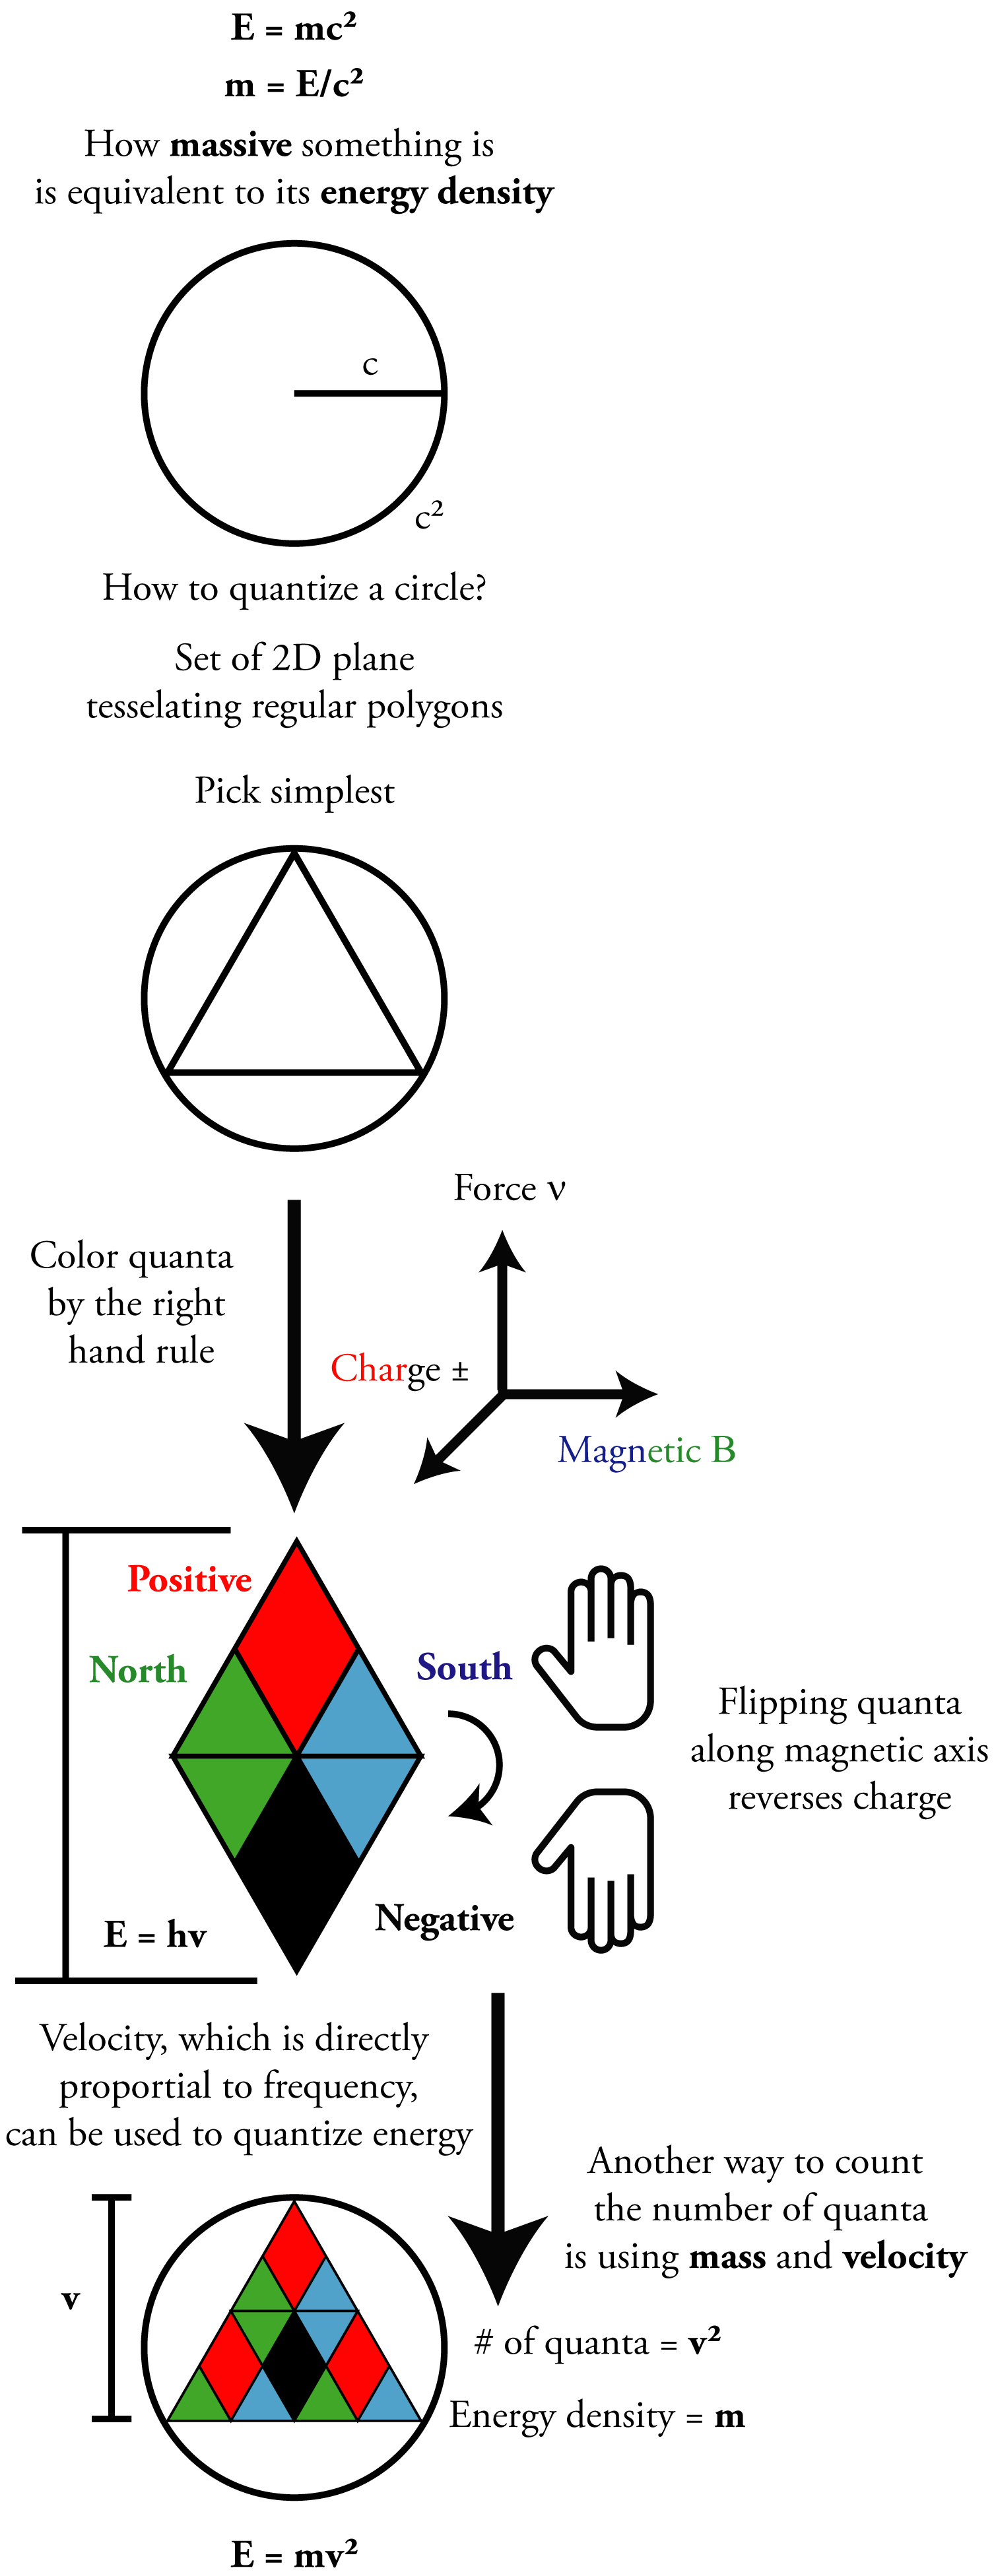 E = mc²
m = E/c²
How massive something is
is equivalent to its energy density
c
c²
How to quantize a circle?
Set of 2D plane
tesselating regular polygons
Pick simplest
Force ν
Color quanta
by the right
hand rule
Charge ±
Magnetic B
Positive
North
South
Flipping quanta
along magnetic axis
reverses charge
Negative
E = hv
Velocity, which is directly
proportial to frequency,
can be used to quantize energy
Another way to count
the number of quanta
is using mass and velocity
v
# of quanta = v²
Energy density = m
E = mv²